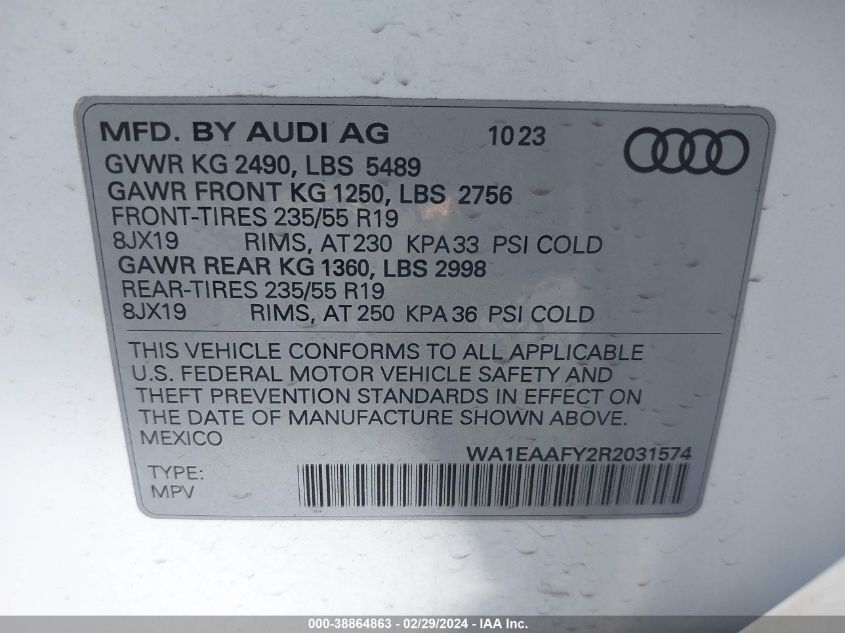 MFD. BY AUDI AG 10 23
GVWR KG 2490, LBS 5489
GAWR FRONT KG 1250, LBS 2756
FRONT-TIRES 235/55 R19
8JX19 RIMS, AT 230 KPA 33 PSI COLD
GAWR REAR KG 1360, LBS 2998
REAR-TIRES 235/55 R19
8JX19 RIMS, AT 250 KPA 36 PSI COLD
THIS VEHICLE CONFORMS TO ALL APPLICABLE
U.S. FEDERAL MOTOR VEHICLE SAFETY AND
THEFT PREVENTION STANDARDS IN EFFECT ON
THE DATE OF MANUFACTURE SHOWN ABOVE.
MEXICO
WA1EAAFY2R2031574
TYPE:
MPV
000-38864863 - 02/29/2024 - WA1, Inc.